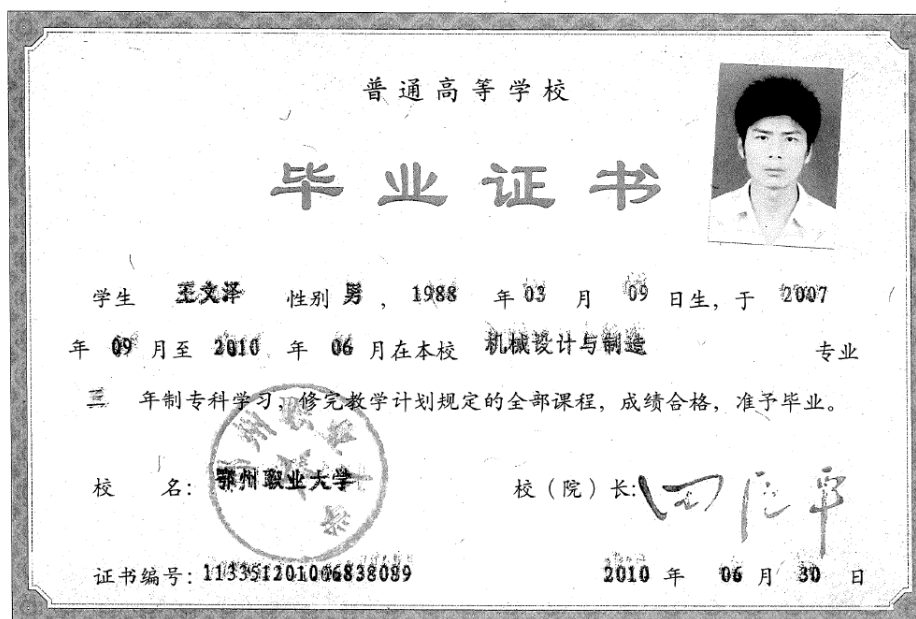 普通高等学校
毕业证书
学生 王文泽 性别 男 ， 1988 年 03 月 09 日生，于 2007
年 09 月至 2010 年 06 月在本校 机械设计与制造 专业
三 年制专科学习，修完教学计划规定的全部课程，成绩合格，准予毕业。
校 名：鄂州职业大学 校（院）长：
证书编号：113351201006838089 2010 年 06 月 30 日